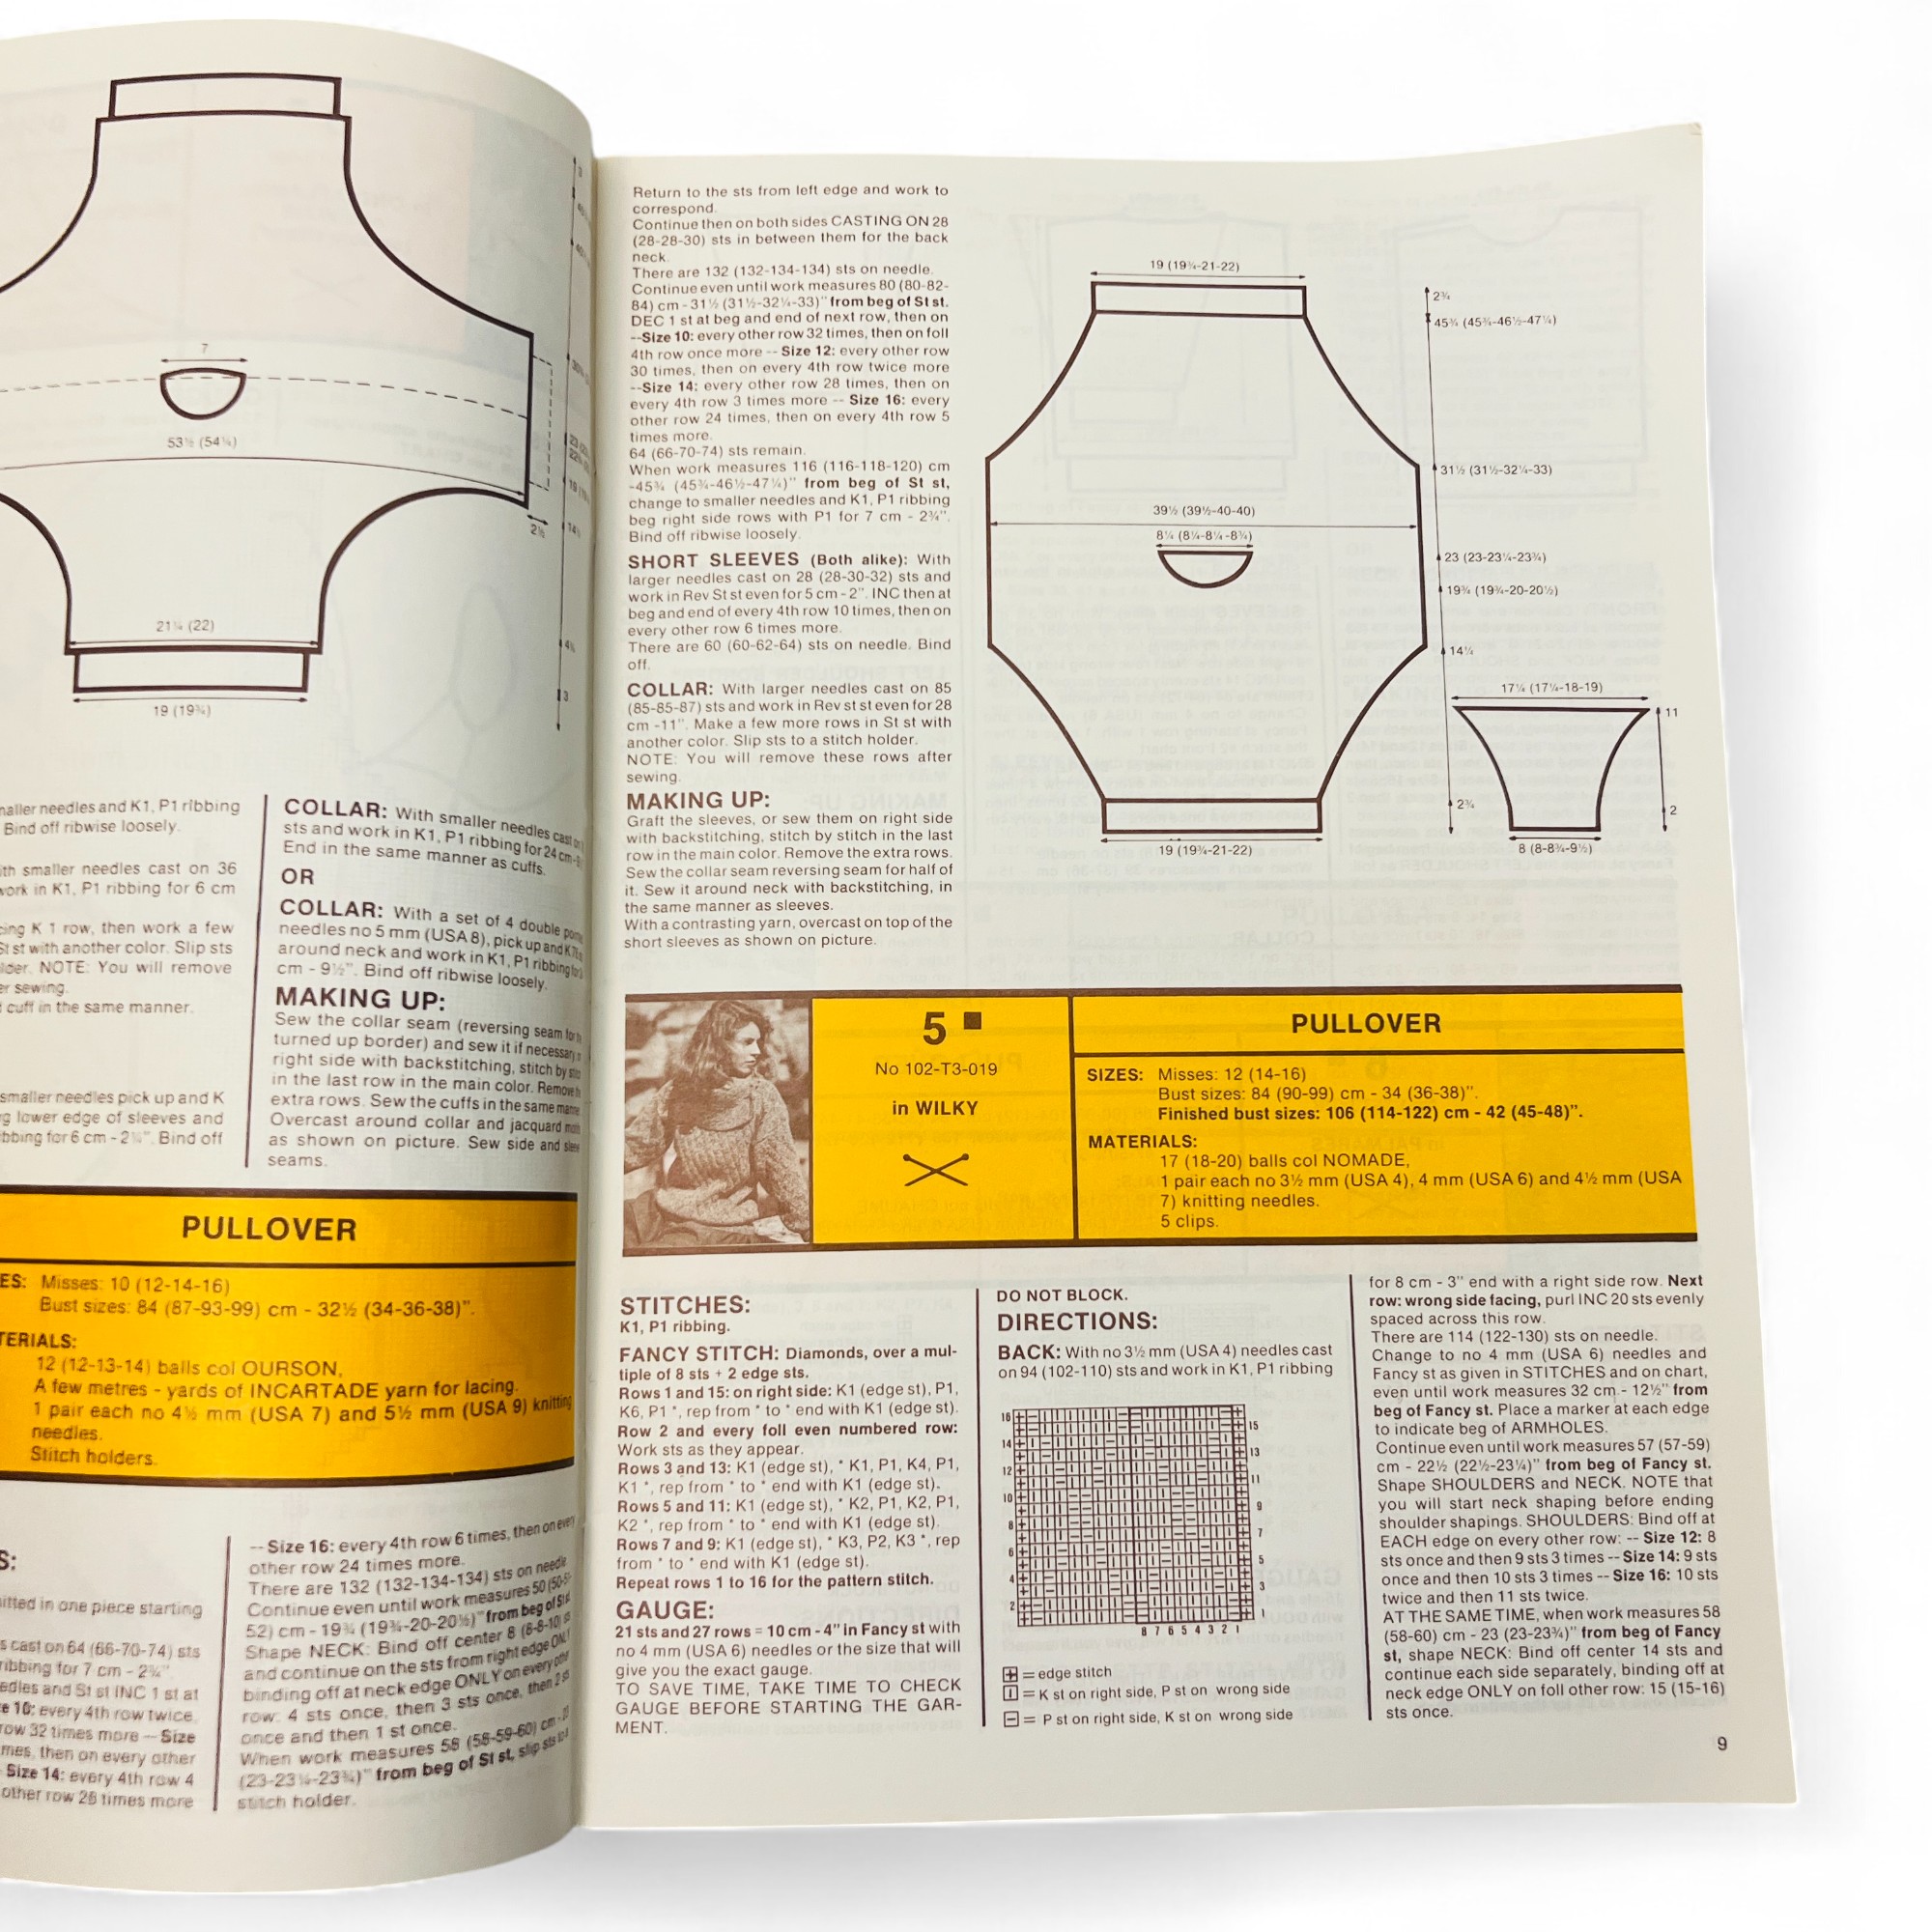 7
53½ (54¼)
21¼ (22)
2½
19 (19¾)
3
needles and K1, P1 ribbing
Bind off ribwise loosely.
smaller needles cast on 36
work in K1, P1 ribbing for 6 cm
K 1 row, then work a few
St st with another color. Slip sts
NOTE: You will remove
sewing.
cuff in the same manner.
smaller needles pick up and K
lower edge of sleeves and
ribbing for 6 cm - 2¼". Bind off
COLLAR: With smaller needles cast on
sts and work in K1, P1 ribbing for 24 cm
End in the same manner as cuffs.
OR
COLLAR: With a set of 4 double
needles no 5 mm (USA 8), pick up and K
around neck and work in K1, P1 ribbing for
cm - 9½". Bind off ribwise loosely.
MAKING UP:
Sew the collar seam (reversing seam for
turned up border) and sew it if necessary
right side with backstitching, stitch by
in the last row in the main color. Remove
extra rows. Sew the cuffs in the same
Overcast around collar and jacquard
as shown on picture. Sew side and
seams.
PULLOVER
Misses: 10 (12-14-16)
Bust sizes: 84 (87-93-99) cm - 32½ (34-36-38)".
12 (12-13-14) balls col OURSON,
A few metres - yards of INCARTADE yarn for lacing.
1 pair each no 4½ mm (USA 7) and 5½ mm (USA 9) knitting
needles.
Stitch holders.
in one piece starting
cast on 64 (66-70-74) sts
ribbing for 7 cm - 2¾".
and St st INC 1 st at
10: every 4th row twice,
row 32 times more -- Size
then on every other
Size 14: every 4th row 4
other row 28 times more
-- Size 16: every 4th row 6 times, then on every
other row 24 times more.
There are 132 (132-134-134) sts on needle.
Continue even until work measures 50
52) cm - 19¾ (19¾-20-20½)" from beg of St st.
Shape NECK: Bind off center 8 (8-8-10)
and continue on the sts from right edge ONLY
binding off at neck edge ONLY on every other
row: 4 sts once, then 3 sts once, then 2 sts
once and then 1 st once.
When work measures 58 (58-59-60) cm -
(23-23¼-23¾)" from beg of St st, slip sts to
stitch holder.
Return to the sts from left edge and work to
correspond.
Continue then on both sides CASTING ON 28
(28-28-30) sts in between them for the back
neck.
There are 132 (132-134-134) sts on needle.
Continue even until work measures 80 (80-82-
84) cm - 31½ (31½-32¼-33)" from beg of St st.
DEC 1 st at beg and end of next row, then on
--Size 10: every other row 32 times, then on foll
4th row once more -- Size 12: every other row
30 times, then on every 4th row twice more
--Size 14: every other row 28 times, then on
every 4th row 3 times more -- Size 16: every
other row 24 times, then on every 4th row 5
times more.
64 (66-70-74) sts remain.
When work measures 116 (116-118-120) cm
-45¾ (45¾-46½-47¼)" from beg of St st,
change to smaller needles and K1, P1 ribbing
beg right side rows with P1 for 7 cm - 2¾".
Bind off ribwise loosely.
SHORT SLEEVES (Both alike): With
larger needles cast on 28 (28-30-32) sts and
work in Rev St st even for 5 cm - 2". INC then at
beg and end of every 4th row 10 times, then on
every other row 6 times more.
There are 60 (60-62-64) sts on needle. Bind
off.
COLLAR: With larger needles cast on 85
(85-85-87) sts and work in Rev st st even for 28
cm -11". Make a few more rows in St st with
another color. Slip sts to a stitch holder.
NOTE: You will remove these rows after
sewing.
MAKING UP:
Graft the sleeves, or sew them on right side
with backstitching, stitch by stitch in the last
row in the main color. Remove the extra rows.
Sew the collar seam reversing seam for half of
it. Sew it around neck with backstitching, in
the same manner as sleeves.
With a contrasting yarn, overcast on top of the
short sleeves as shown on picture.
19 (19¾-21-22)
2¾
45¾ (45¾-46½-47¼)
31½ (31½-32¼-33)
39½ (39½-40-40)
8¼ (8¼-8¼-8¾)
23 (23-23¼-23¾)
19¾ (19¾-20-20½)
14¼
2¾
19 (19¾-21-22)
17¼ (17¼-18-19)
11
2
8 (8-8¾-9½)
5
No 102-T3-019
in WILKY
PULLOVER
SIZES: Misses: 12 (14-16)
Bust sizes: 84 (90-99) cm - 34 (36-38)".
Finished bust sizes: 106 (114-122) cm - 42 (45-48)".
MATERIALS:
17 (18-20) balls col NOMADE,
1 pair each no 3½ mm (USA 4), 4 mm (USA 6) and 4½ mm (USA
7) knitting needles.
5 clips.
STITCHES:
K1, P1 ribbing.
FANCY STITCH: Diamonds, over a mul-
tiple of 8 sts + 2 edge sts.
Rows 1 and 15: on right side: K1 (edge st), P1,
K6, P1 *, rep from * to * end with K1 (edge st).
Row 2 and every foll even numbered row:
Work sts as they appear.
Rows 3 and 13: K1 (edge st), * K1, P1, K4, P1,
K1 *, rep from * to * end with K1 (edge st).
Rows 5 and 11: K1 (edge st), * K2, P1, K2, P1,
K2 *, rep from * to * end with K1 (edge st).
Rows 7 and 9: K1 (edge st), * K3, P2, K3 *, rep
from * to * end with K1 (edge st).
Repeat rows 1 to 16 for the pattern stitch.
GAUGE:
21 sts and 27 rows = 10 cm - 4" in Fancy st with
no 4 mm (USA 6) needles or the size that will
give you the exact gauge.
TO SAVE TIME, TAKE TIME TO CHECK
GAUGE BEFORE STARTING THE GAR-
MENT.
DO NOT BLOCK.
DIRECTIONS:
BACK: With no 3½ mm (USA 4) needles cast
on 94 (102-110) sts and work in K1, P1 ribbing
16
15
14
13
12
11
10
9
8
7
6
5
4
3
2
1
8 7 6 5 4 3 2 1
+ = edge stitch
I = K st on right side, P st on wrong side
− = P st on right side, K st on wrong side
for 8 cm - 3" end with a right side row. Next
row: wrong side facing, purl INC 20 sts evenly
spaced across this row.
There are 114 (122-130) sts on needle.
Change to no 4 mm (USA 6) needles and
Fancy st as given in STITCHES and on chart,
even until work measures 32 cm - 12½" from
beg of Fancy st. Place a marker at each edge
to indicate beg of ARMHOLES.
Continue even until work measures 57 (57-59)
cm - 22½ (22½-23¼)" from beg of Fancy st.
Shape SHOULDERS and NECK. NOTE that
you will start neck shaping before ending
shoulder shapings. SHOULDERS: Bind off at
EACH edge on every other row: -- Size 12: 8
sts once and then 9 sts 3 times -- Size 14: 9 sts
once and then 10 sts 3 times -- Size 16: 10 sts
twice and then 11 sts twice.
AT THE SAME TIME, when work measures 58
(58-60) cm - 23 (23-23¾)" from beg of Fancy
st, shape NECK: Bind off center 14 sts and
continue each side separately, binding off at
neck edge ONLY on foll other row: 15 (15-16)
sts once.
9